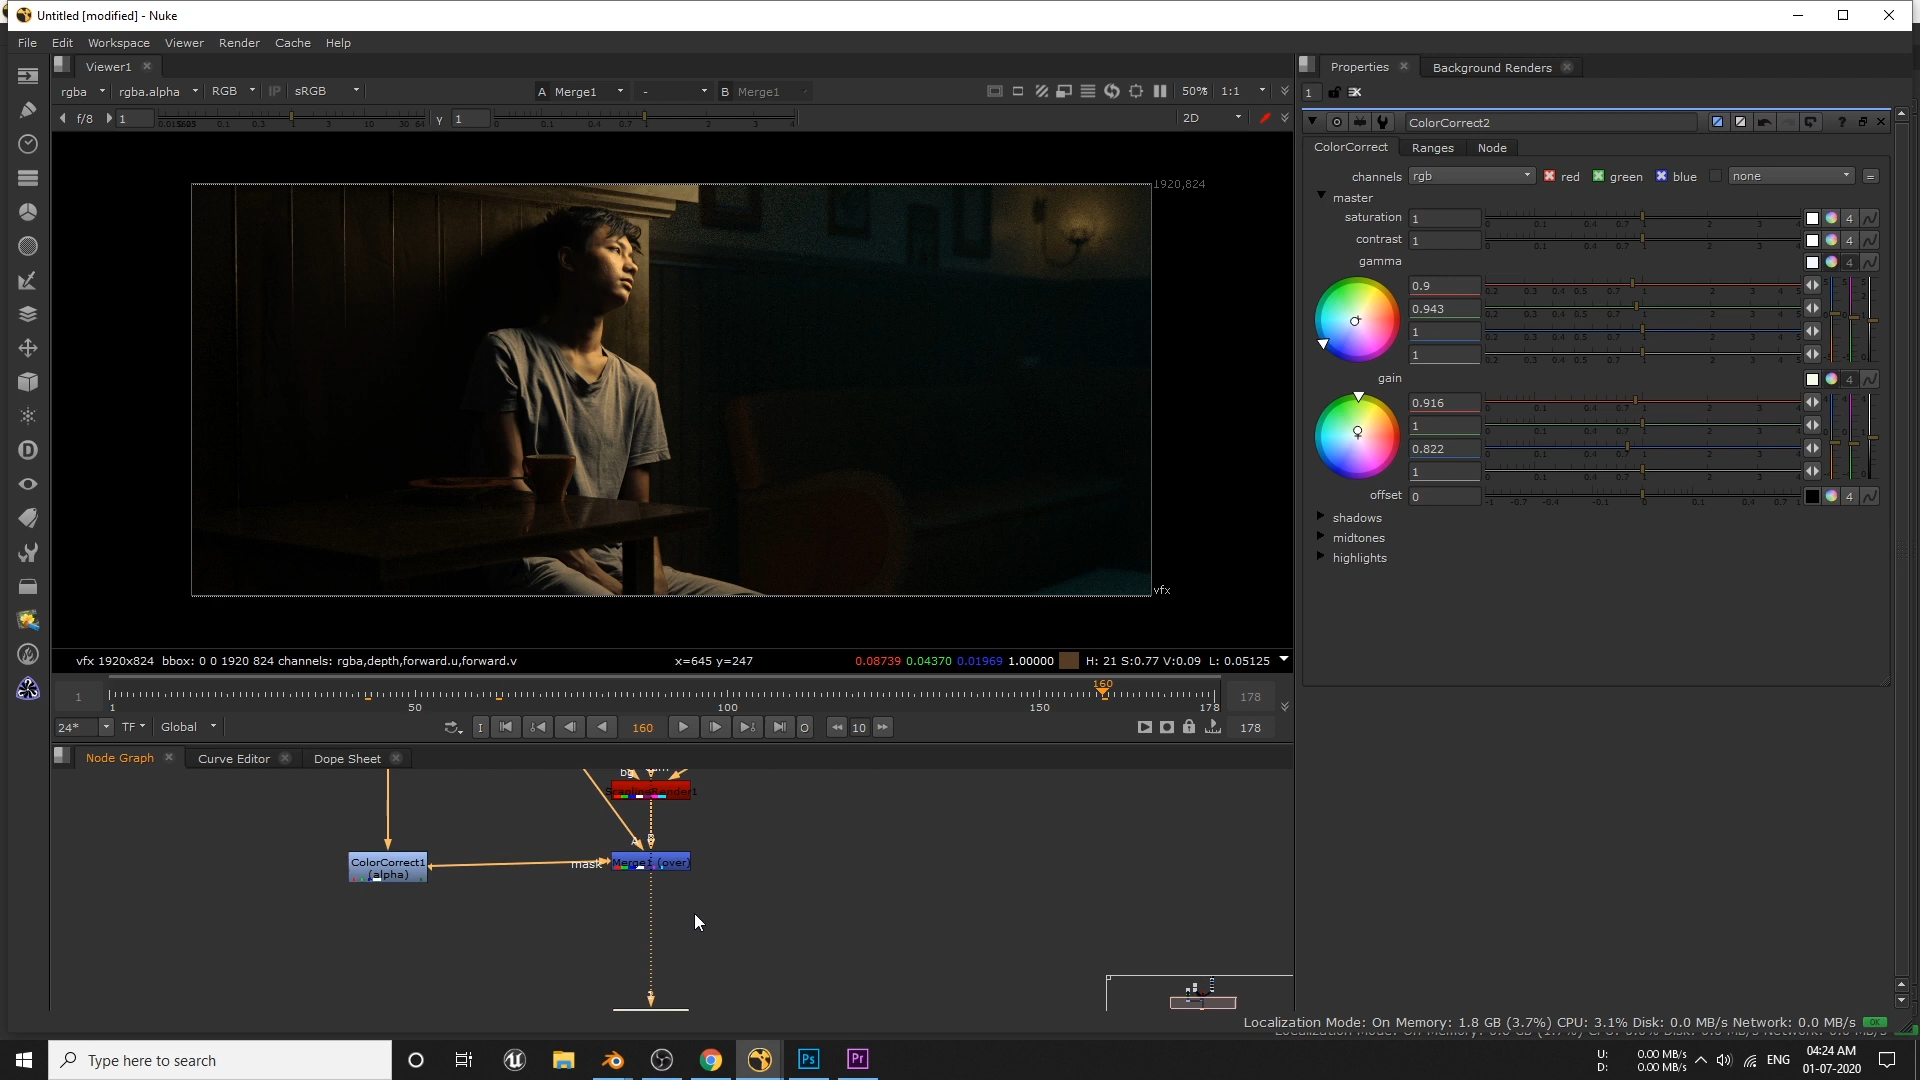 Untitled [modified] - Nuke
File Edit Workspace Viewer Render Cache Help
Viewer1
Properties
Background Renders
rgba rgba.alpha RGB IP sRGB A Merge1 - B Merge1 50% 1:1
1
f/8 1 y 1 2D
ColorCorrect2
ColorCorrect Ranges Node
channels rgb red green blue none
master
saturation 1
contrast 1
gamma
0.9
0.943
1
1
gain
0.916
1
0.822
1
offset 0
shadows
midtones
highlights
1920,824
vfx
vfx 1920x824 bbox: 0 0 1920 824 channels: rgba,depth,forward.u,forward.v x=645 y=247 0.08739 0.04370 0.01969 1.00000 H: 21 S:0.77 V:0.09 L: 0.05125
160
1 178
1 50 100 150 178
24* TF Global I 160 O 10 178
Node Graph Curve Editor Dope Sheet
bg
ScanlineRender1
A B
ColorCorrect1
(alpha)
mask
Merge1 (over)
Localization Mode: On Memory: 1.8 GB (3.7%) CPU: 3.1% Disk: 0.0 MB/s Network: 0.0 MB/s OK
Type here to search
Ps Pr
U: 0.00 MB/s
D: 0.00 MB/s
ENG
04:24 AM
01-07-2020